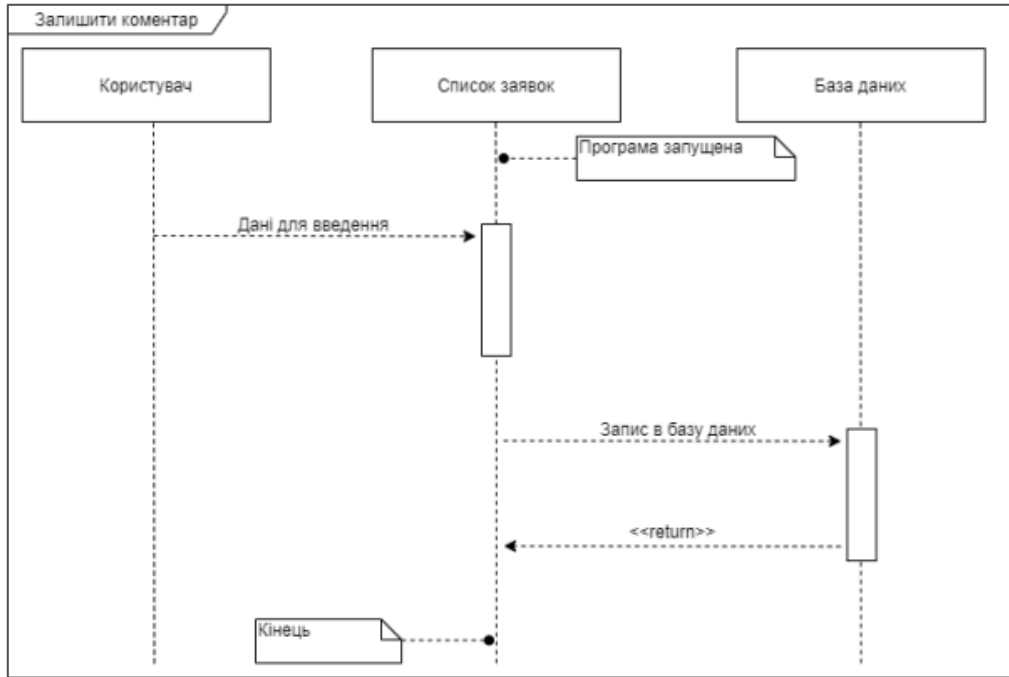 Залишити коментар
Користувач
Список заявок
База даних
Програма запущена
Дані для введення
Запис в базу даних
<<return>>
Кінець